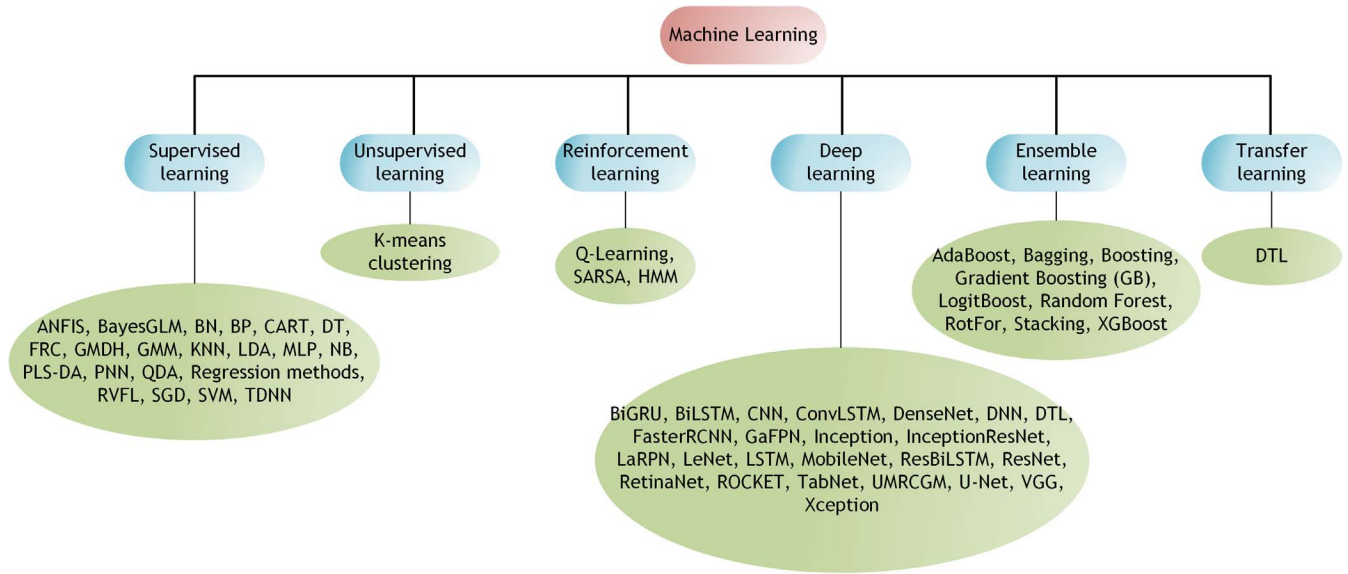 Machine Learning
Supervised
learning
Unsupervised
learning
Reinforcement
learning
Deep
learning
Ensemble
learning
Transfer
learning
ANFIS, BayesGLM, BN, BP, CART, DT,
FRC, GMDH, GMM, KNN, LDA, MLP, NB,
PLS-DA, PNN, QDA, Regression methods,
RVFL, SGD, SVM, TDNN
K-means
clustering
Q-Learning,
SARSA, HMM
BiGRU, BiLSTM, CNN, ConvLSTM, DenseNet, DNN, DTL,
FasterRCNN, GaFPN, Inception, InceptionResNet,
LaRPN, LeNet, LSTM, MobileNet, ResBiLSTM, ResNet,
RetinaNet, ROCKET, TabNet, UMRCGM, U-Net, VGG,
Xception
AdaBoost, Bagging, Boosting,
Gradient Boosting (GB),
LogitBoost, Random Forest,
RotFor, Stacking, XGBoost
DTL